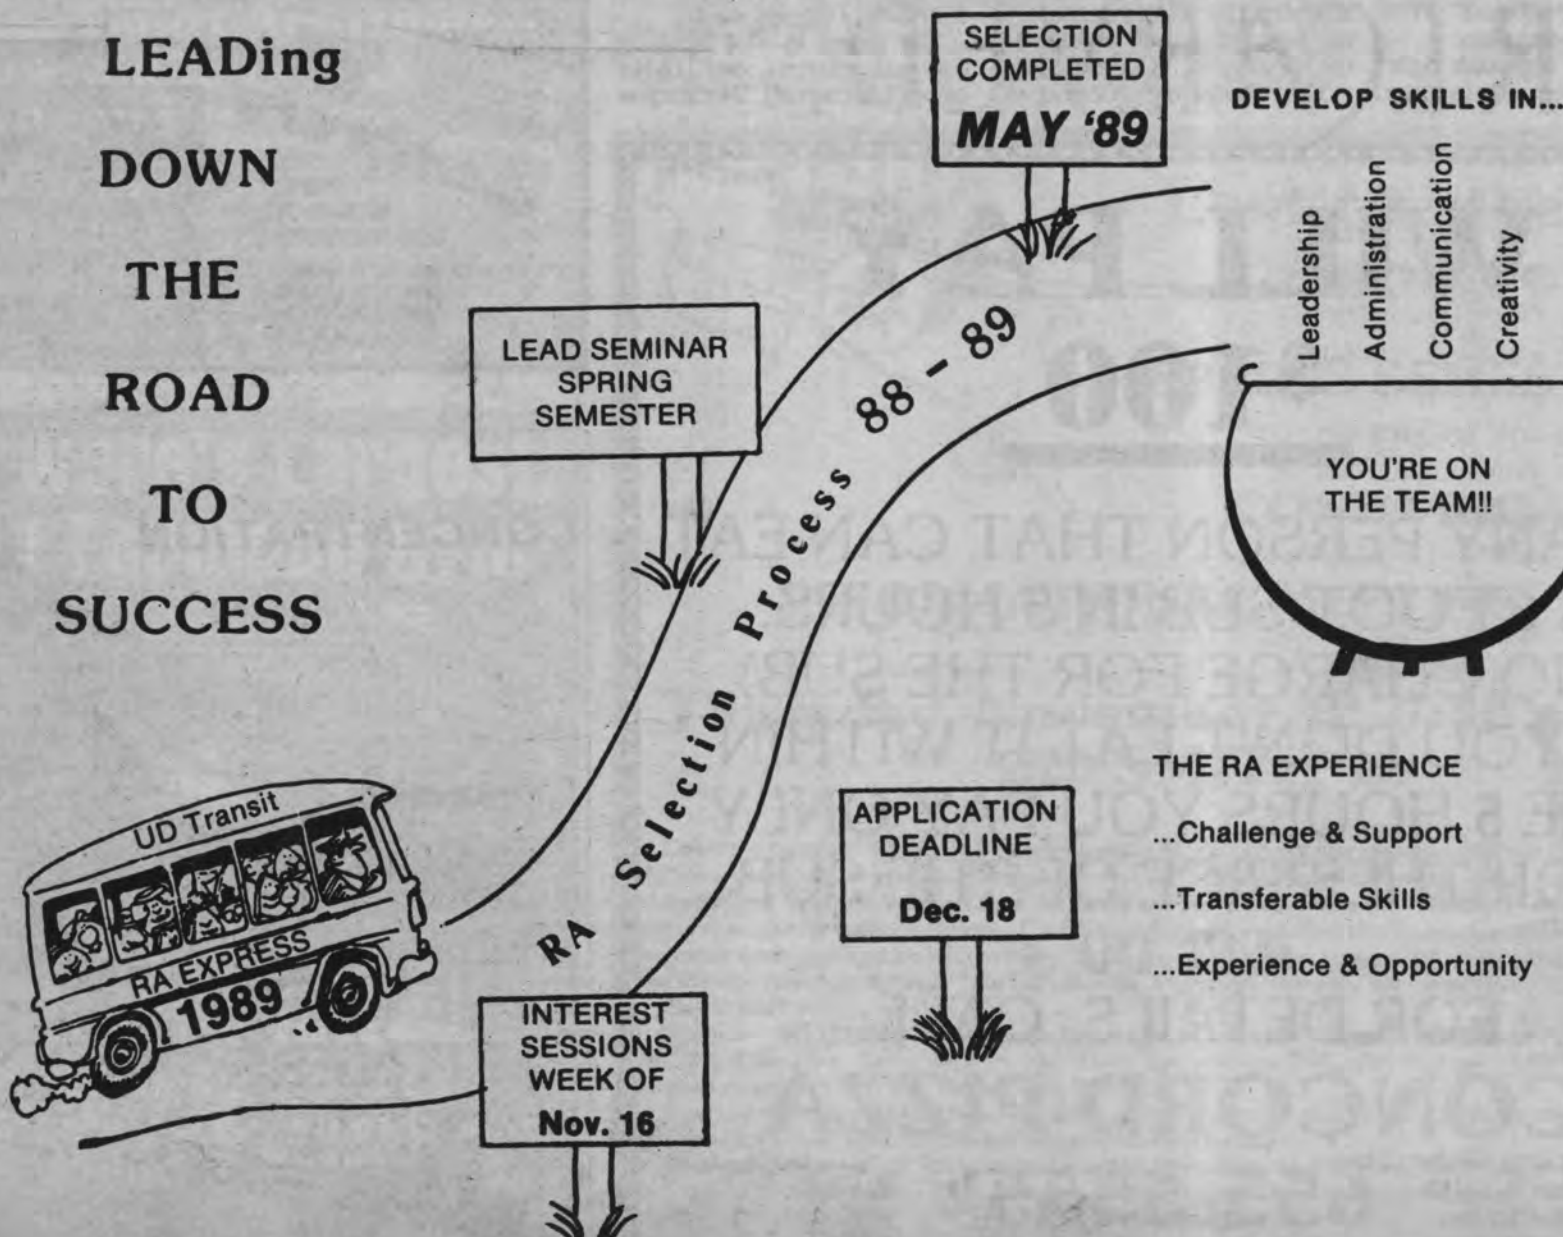 LEADing
DOWN
THE
ROAD
TO
SUCCESS
SELECTION
COMPLETED
MAY '89
DEVELOP SKILLS IN...
Leadership
Administration
Communication
Creativity
LEAD SEMINAR
SPRING
SEMESTER
RA Selection Process 88 - 89
YOU'RE ON
THE TEAM!!
UD Transit
RA EXPRESS
1989
INTEREST
SESSIONS
WEEK OF
Nov. 16
APPLICATION
DEADLINE
Dec. 18
THE RA EXPERIENCE
...Challenge & Support
...Transferable Skills
...Experience & Opportunity